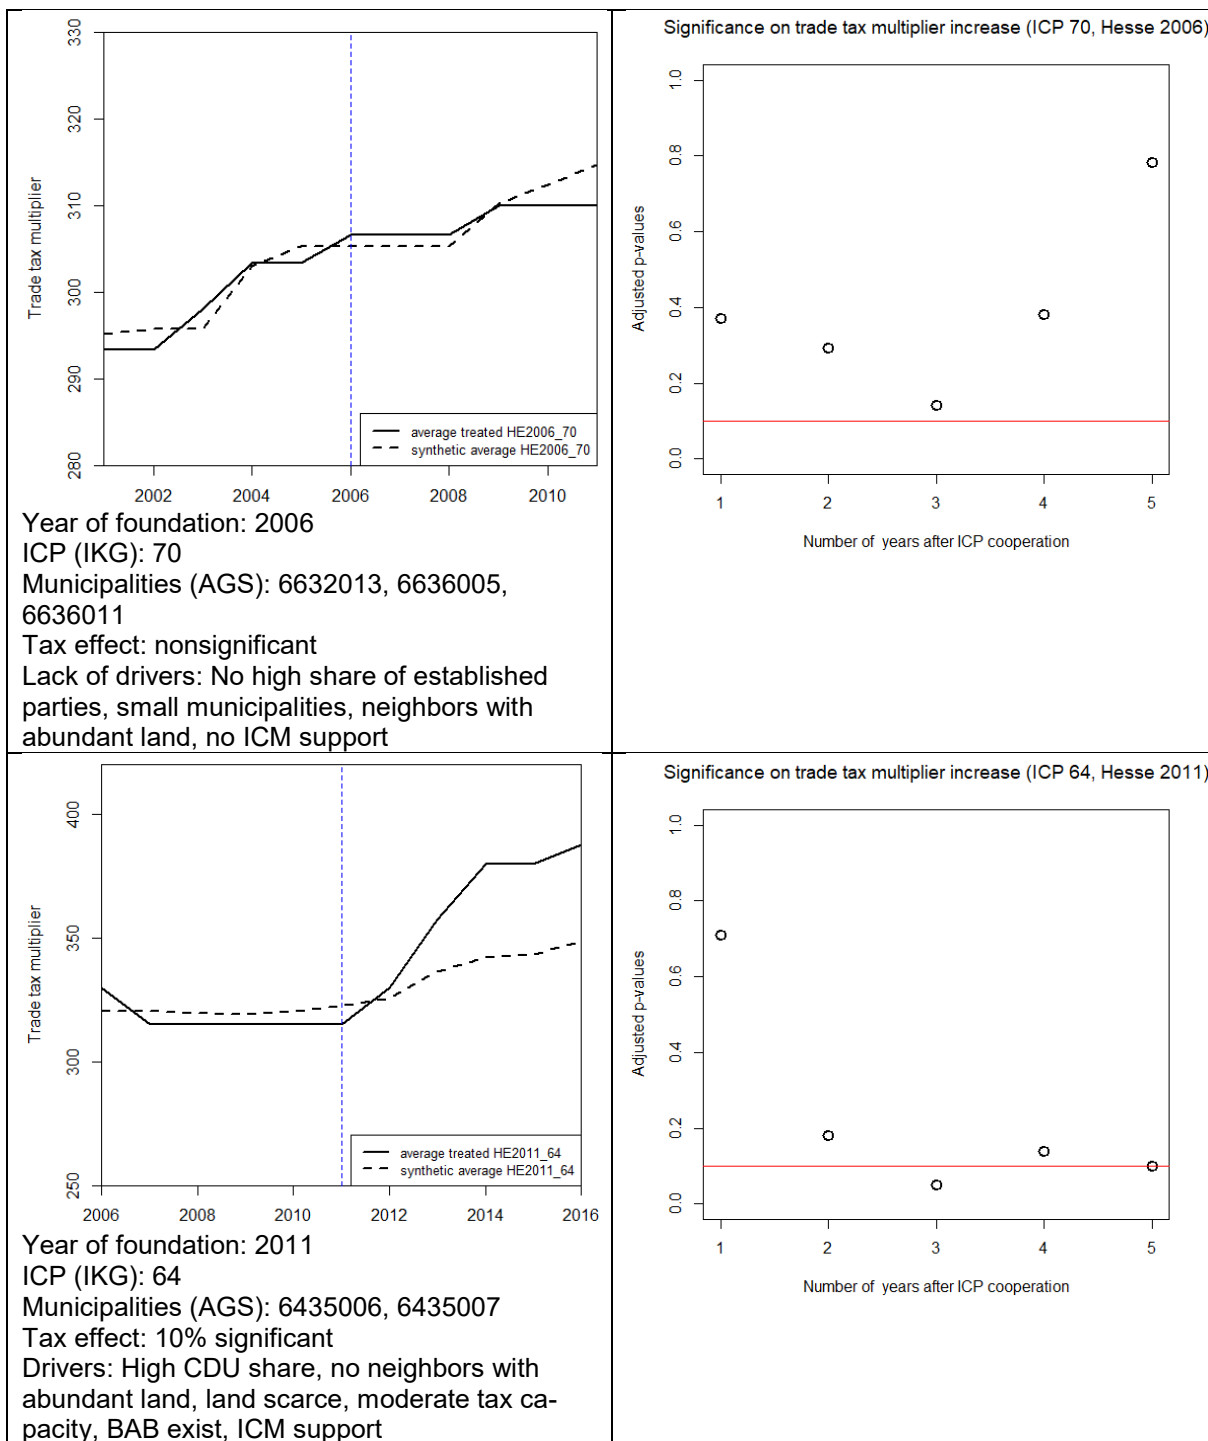 Trade tax multiplier
330
320
310
300
290
280
average treated HE2006_70
synthetic average HE2006_70
2002 2004 2006 2008 2010
Year of foundation: 2006
ICP (IKG): 70
Municipalities (AGS): 6632013, 6636005,
6636011
Tax effect: nonsignificant
Lack of drivers: No high share of established
parties, small municipalities, neighbors with
abundant land, no ICM support
Significance on trade tax multiplier increase (ICP 70, Hesse 2006)
Adjusted p-values
1.0
0.8
0.6
0.4
0.2
0.0
1 2 3 4 5
Number of years after ICP cooperation
Trade tax multiplier
400
350
300
250
average treated HE2011_64
synthetic average HE2011_64
2006 2008 2010 2012 2014 2016
Year of foundation: 2011
ICP (IKG): 64
Municipalities (AGS): 6435006, 6435007
Tax effect: 10% significant
Drivers: High CDU share, no neighbors with
abundant land, land scarce, moderate tax ca-
pacity, BAB exist, ICM support
Significance on trade tax multiplier increase (ICP 64, Hesse 2011)
Adjusted p-values
1.0
0.8
0.6
0.4
0.2
0.0
1 2 3 4 5
Number of years after ICP cooperation